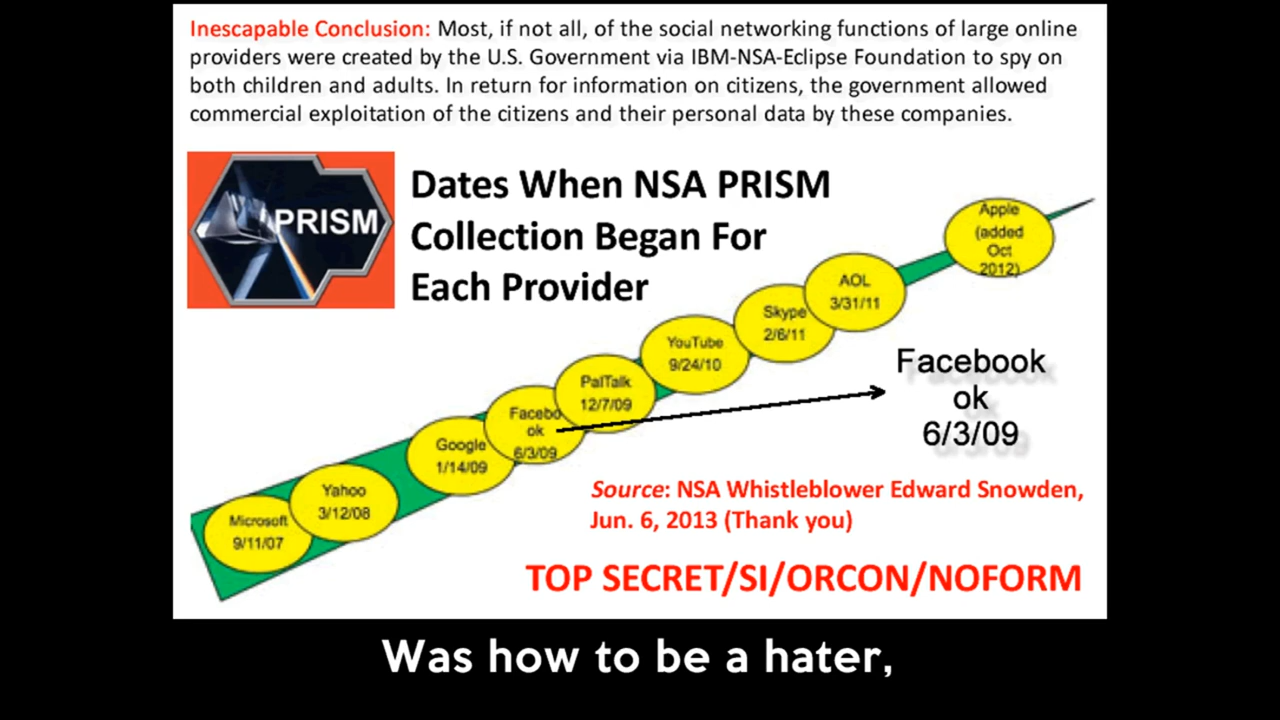 Inescapable Conclusion: Most, if not all, of the social networking functions of large online
providers were created by the U.S. Government via IBM-NSA-Eclipse Foundation to spy on
both children and adults. In return for information on citizens, the government allowed
commercial exploitation of the citizens and their personal data by these companies.
PRISM
Dates When NSA PRISM
Collection Began For
Each Provider
Microsoft
9/11/07
Yahoo
3/12/08
Google
1/14/09
Facebo
ok
6/3/09
PalTalk
12/7/09
YouTube
9/24/10
Skype
2/6/11
AOL
3/31/11
Apple
(added
Oct
2012)
Facebook
ok
6/3/09
Source: NSA Whistleblower Edward Snowden,
Jun. 6, 2013 (Thank you)
TOP SECRET/SI/ORCON/NOFORM
Was how to be a hater,